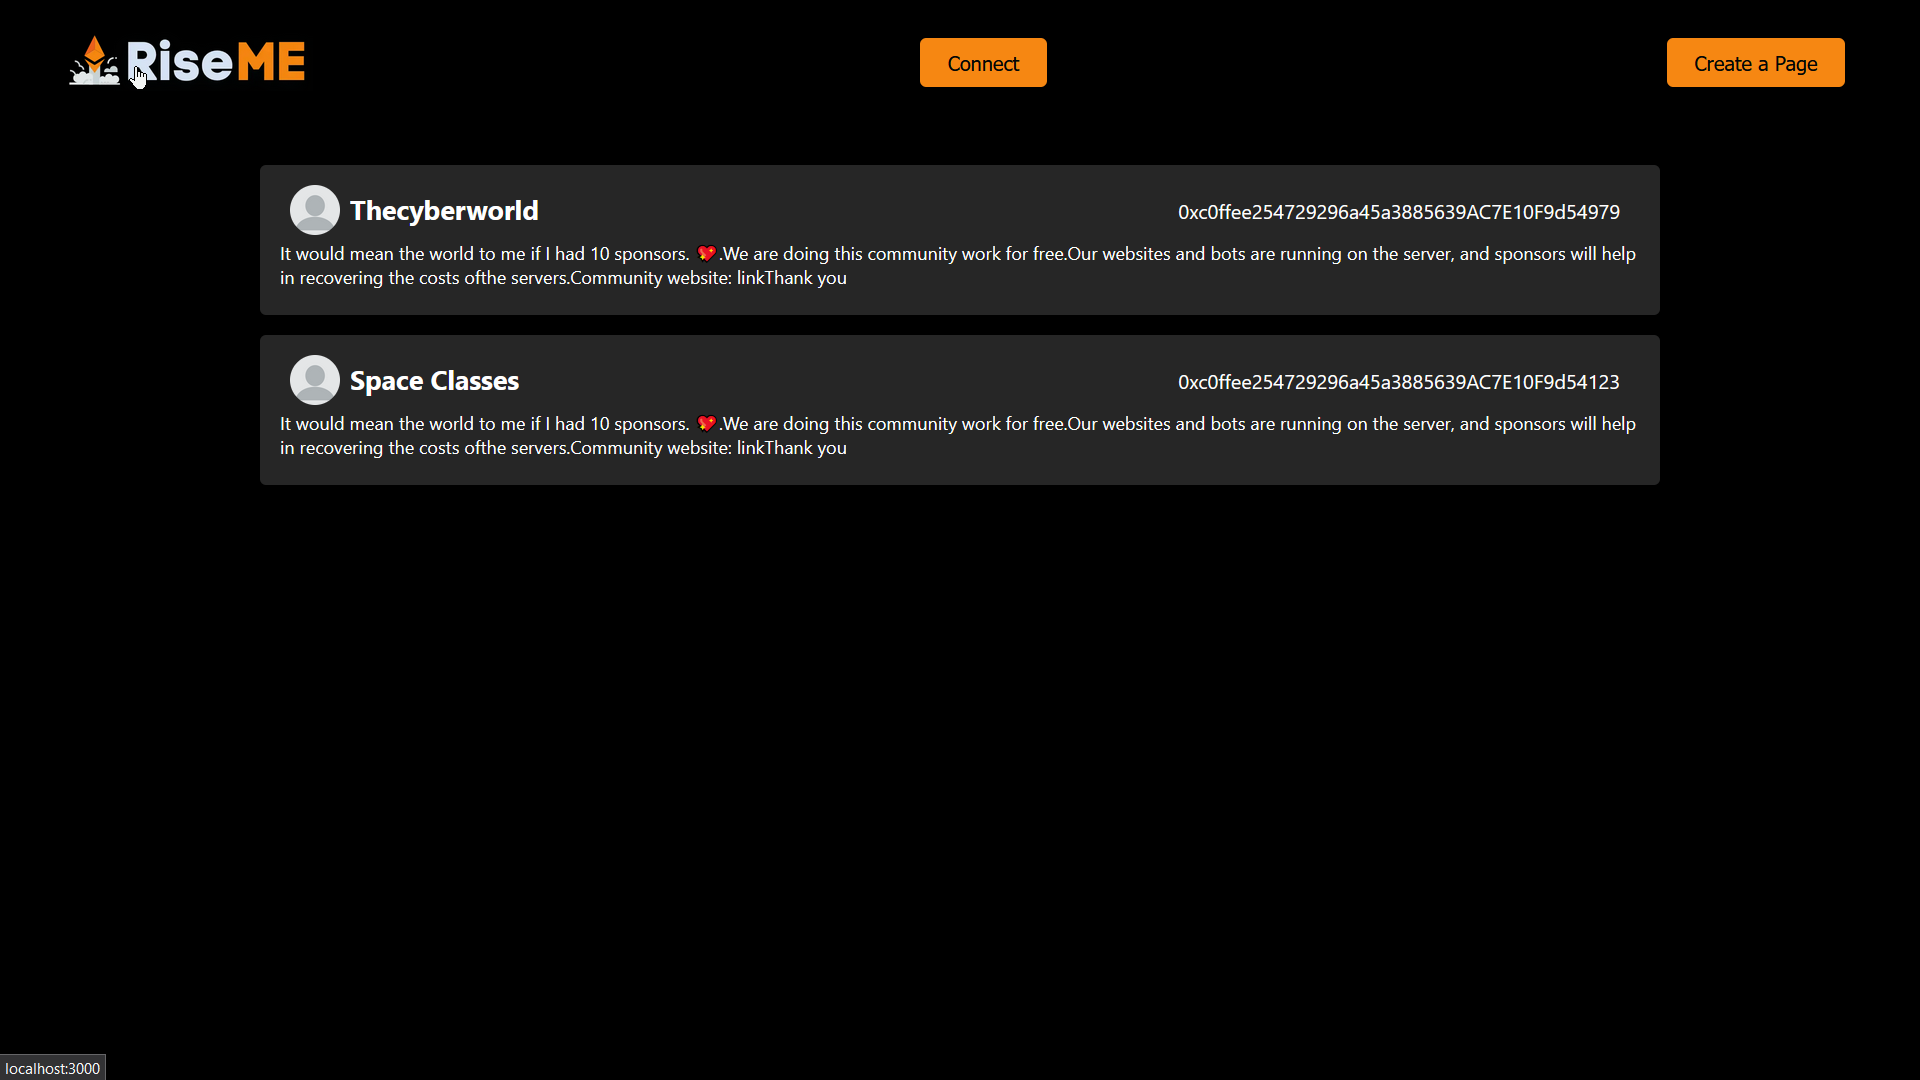 RiseME
Connect
Create a Page
Thecyberworld
0xc0ffee254729296a45a3885639AC7E10F9d54979
It would mean the world to me if I had 10 sponsors. 💖.We are doing this community work for free.Our websites and bots are running on the server, and sponsors will help
in recovering the costs ofthe servers.Community website: linkThank you
Space Classes
0xc0ffee254729296a45a3885639AC7E10F9d54123
It would mean the world to me if I had 10 sponsors. 💖.We are doing this community work for free.Our websites and bots are running on the server, and sponsors will help
in recovering the costs ofthe servers.Community website: linkThank you
localhost:3000